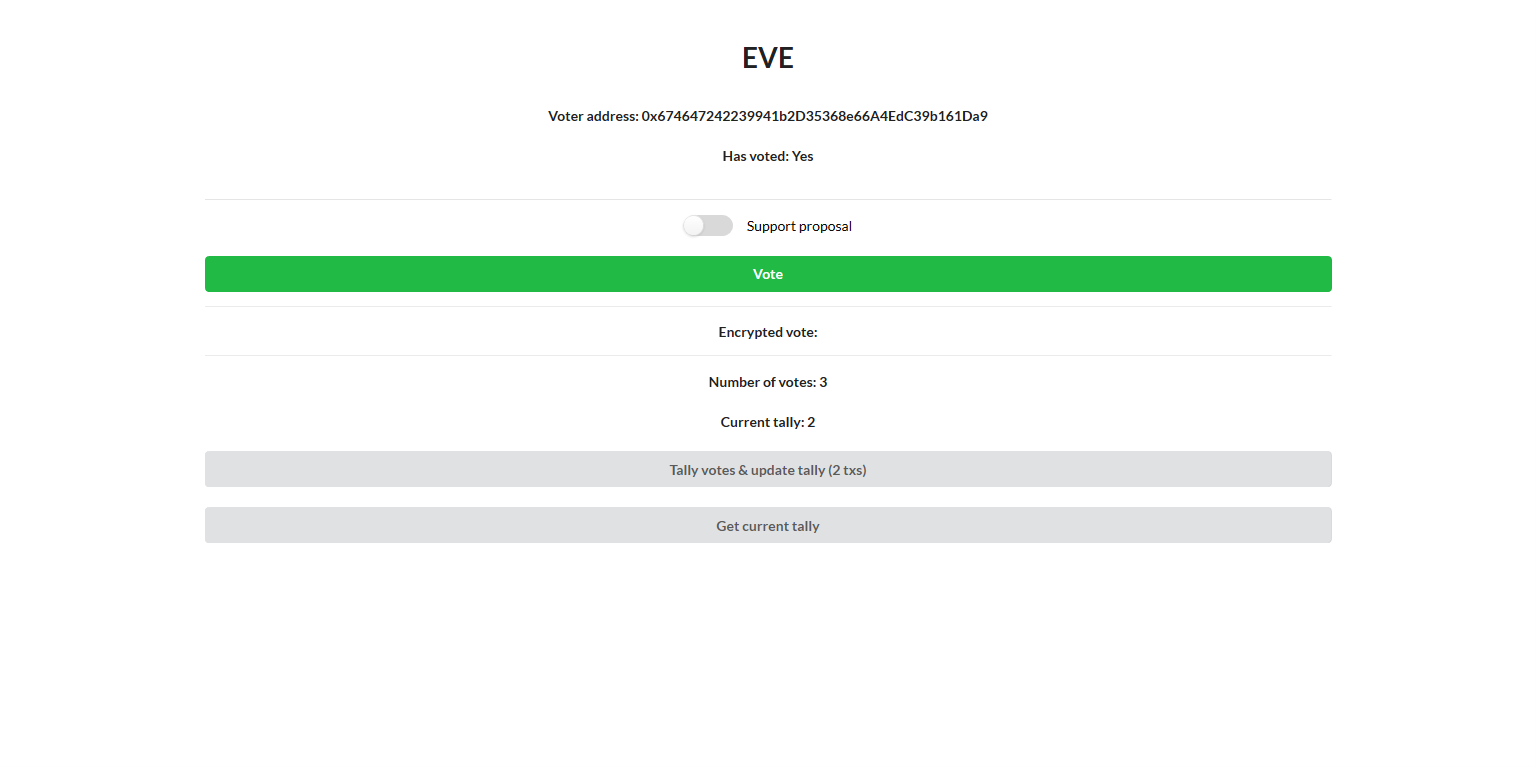 EVE
Voter address: 0x674647242239941b2D35368e66A4EdC39b161Da9
Has voted: Yes
Support proposal
Vote
Encrypted vote:
Number of votes: 3
Current tally: 2
Tally votes & update tally (2 txs)
Get current tally